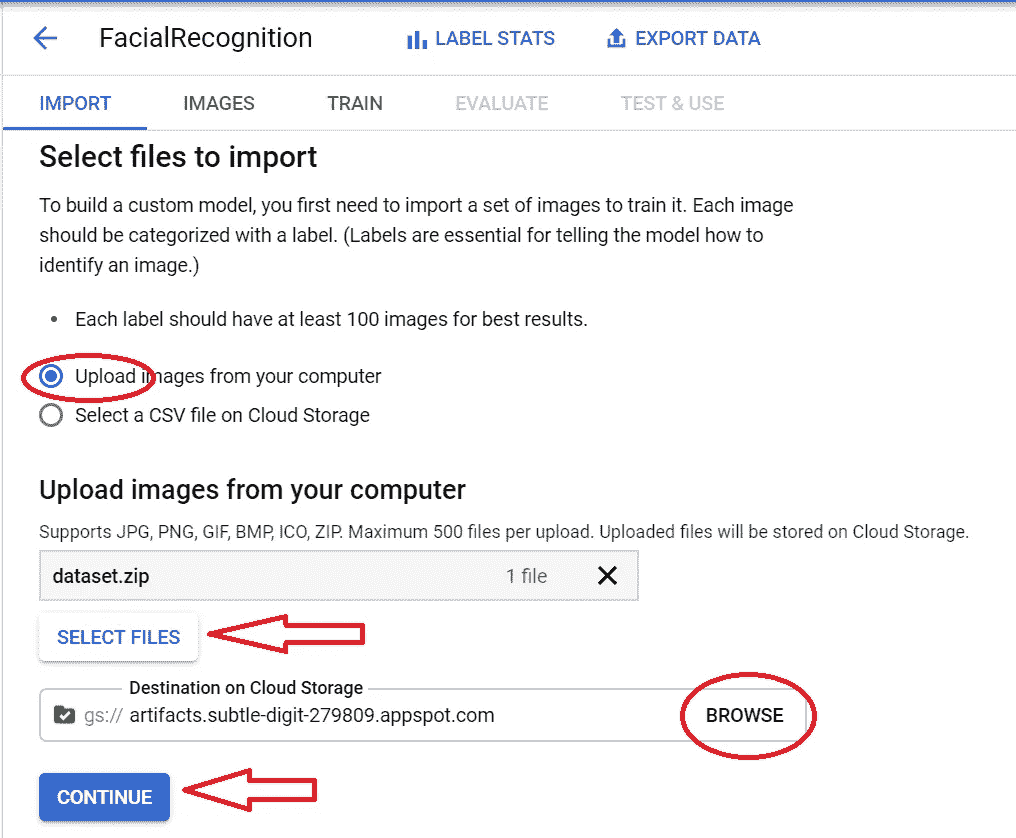 FacialRecognition LABEL STATS EXPORT DATA
IMPORT IMAGES TRAIN EVALUATE TEST & USE
Select files to import
To build a custom model, you first need to import a set of images to train it. Each image
should be categorized with a label. (Labels are essential for telling the model how to
identify an image.)
• Each label should have at least 100 images for best results.
Upload images from your computer
Select a CSV file on Cloud Storage
Upload images from your computer
Supports JPG, PNG, GIF, BMP, ICO, ZIP. Maximum 500 files per upload. Uploaded files will be stored on Cloud Storage.
dataset.zip 1 file
SELECT FILES
Destination on Cloud Storage
gs:// artifacts.subtle-digit-279809.appspot.com BROWSE
CONTINUE